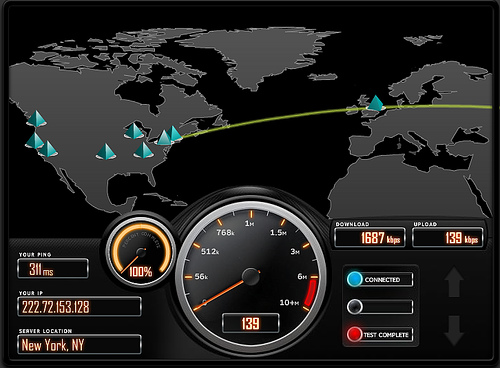 DOWNLOAD
1687 kbps
UPLOAD
139 kbps
1M
768k
1.5M
512k
3M
56k
6M
0
10M+
139
100%
YOUR PING
311 ms
YOUR IP
222.72.153.128
SERVER LOCATION
New York, NY
CONNECTED
TEST COMPLETE